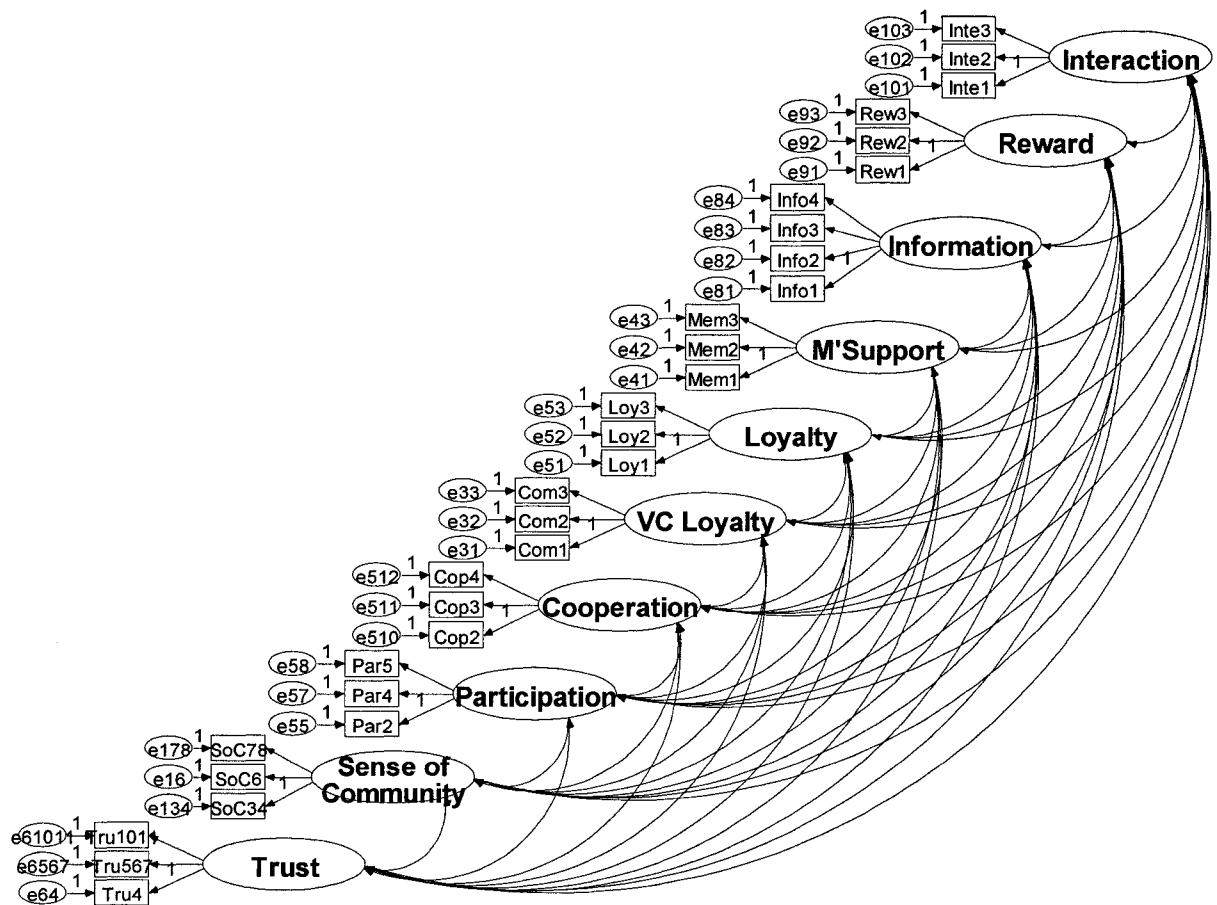 e103 1 Inte3
e102 1 Inte2 1
e101 1 Inte1
Interaction
e93 1 Rew3
e92 1 Rew2 1
e91 1 Rew1
Reward
e84 1 Info4
e83 1 Info3
e82 1 Info2 1
e81 1 Info1
Information
e43 1 Mem3
e42 1 Mem2 1
e41 1 Mem1
M'Support
e53 1 Loy3
e52 1 Loy2 1
e51 1 Loy1
Loyalty
e33 1 Com3
e32 1 Com2 1
e31 1 Com1
VC Loyalty
e512 1 Cop4
e511 1 Cop3 1
e510 1 Cop2
Cooperation
e58 1 Par5
e57 1 Par4 1
e55 1 Par2
Participation
e178 1 SoC78
e16 1 SoC6 1
e134 1 SoC34
Sense of
Community
1
e6567 1 Tru567 1
e64 1 Tru4
Trust